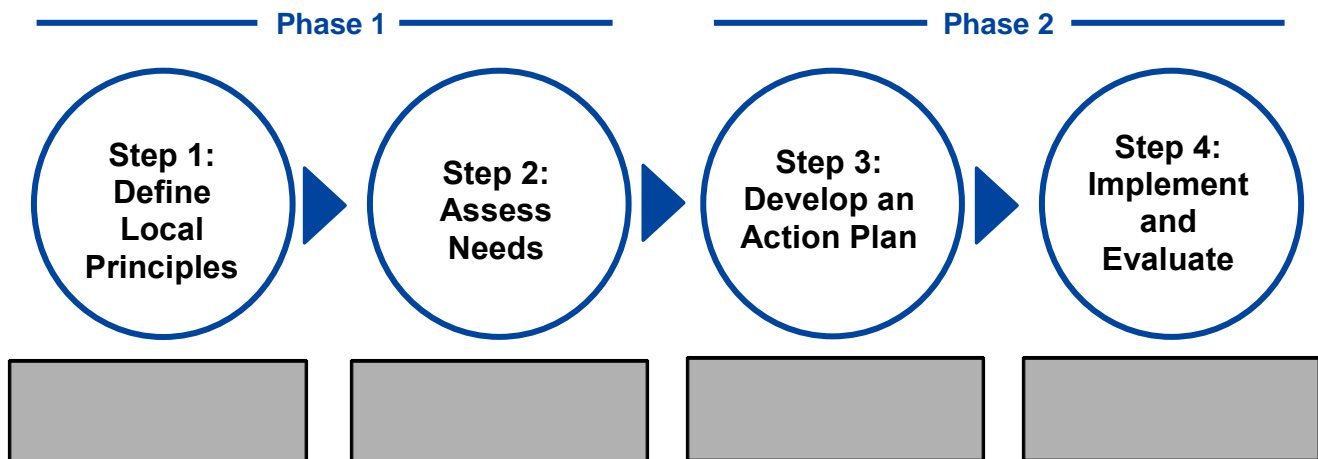 Phase 1
Phase 2
Step 1:
Define
Local
Principles
Step 2:
Assess
Needs
Step 3:
Develop an
Action Plan
Step 4:
Implement
and
Evaluate